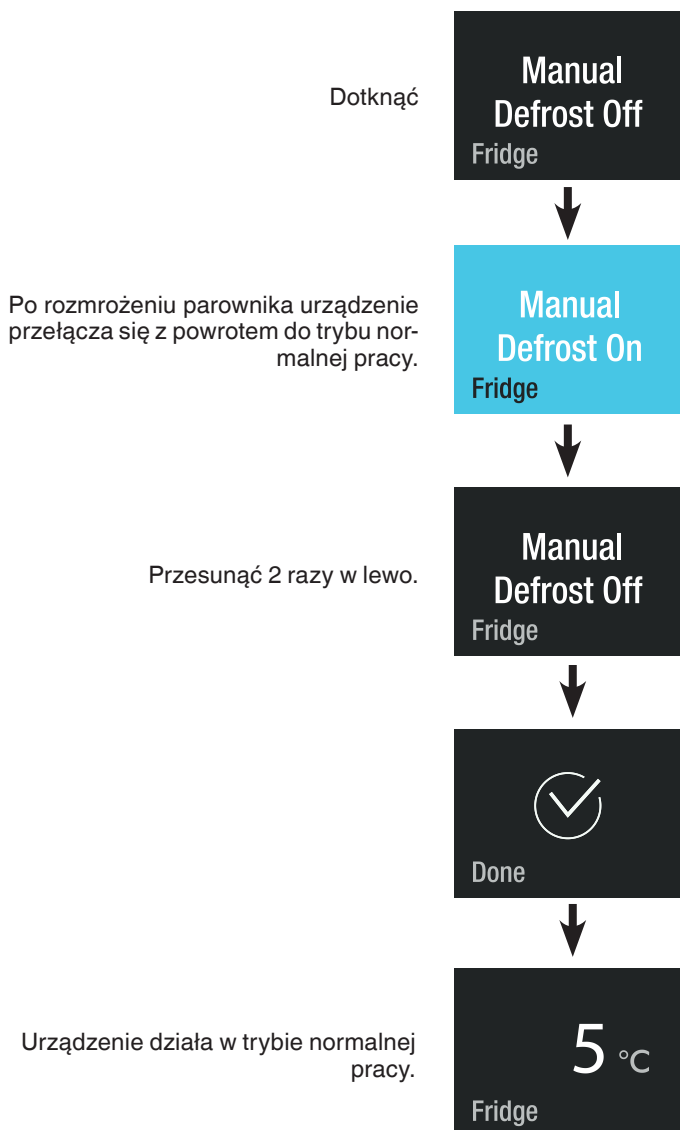 Dotknąć
Manual
Defrost Off
Fridge
Po rozmrożeniu parownika urządzenie
przełącza się z powrotem do trybu nor-
malnej pracy.
Manual
Defrost On
Fridge
Przesunąć 2 razy w lewo.
Manual
Defrost Off
Fridge
Done
Urządzenie działa w trybie normalnej
pracy.
5 °C
Fridge